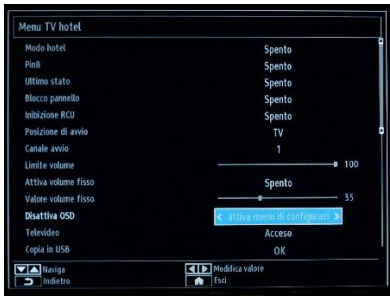 Menu TV hotel
Modo hotel Spento
Pin8 Spento
Ultimo stato Spento
Blocco pannello Spento
Inibizione RCU Spento
Posizione di avvio TV
Canale avvio 1
Limite volume 100
Attiva volume fisso Spento
Valore volume fisso 35
Disattiva OSD attiva menu di configurazi
Televideo Acceso
Copia in USB OK
Naviga Modifica valore
Indietro Esci